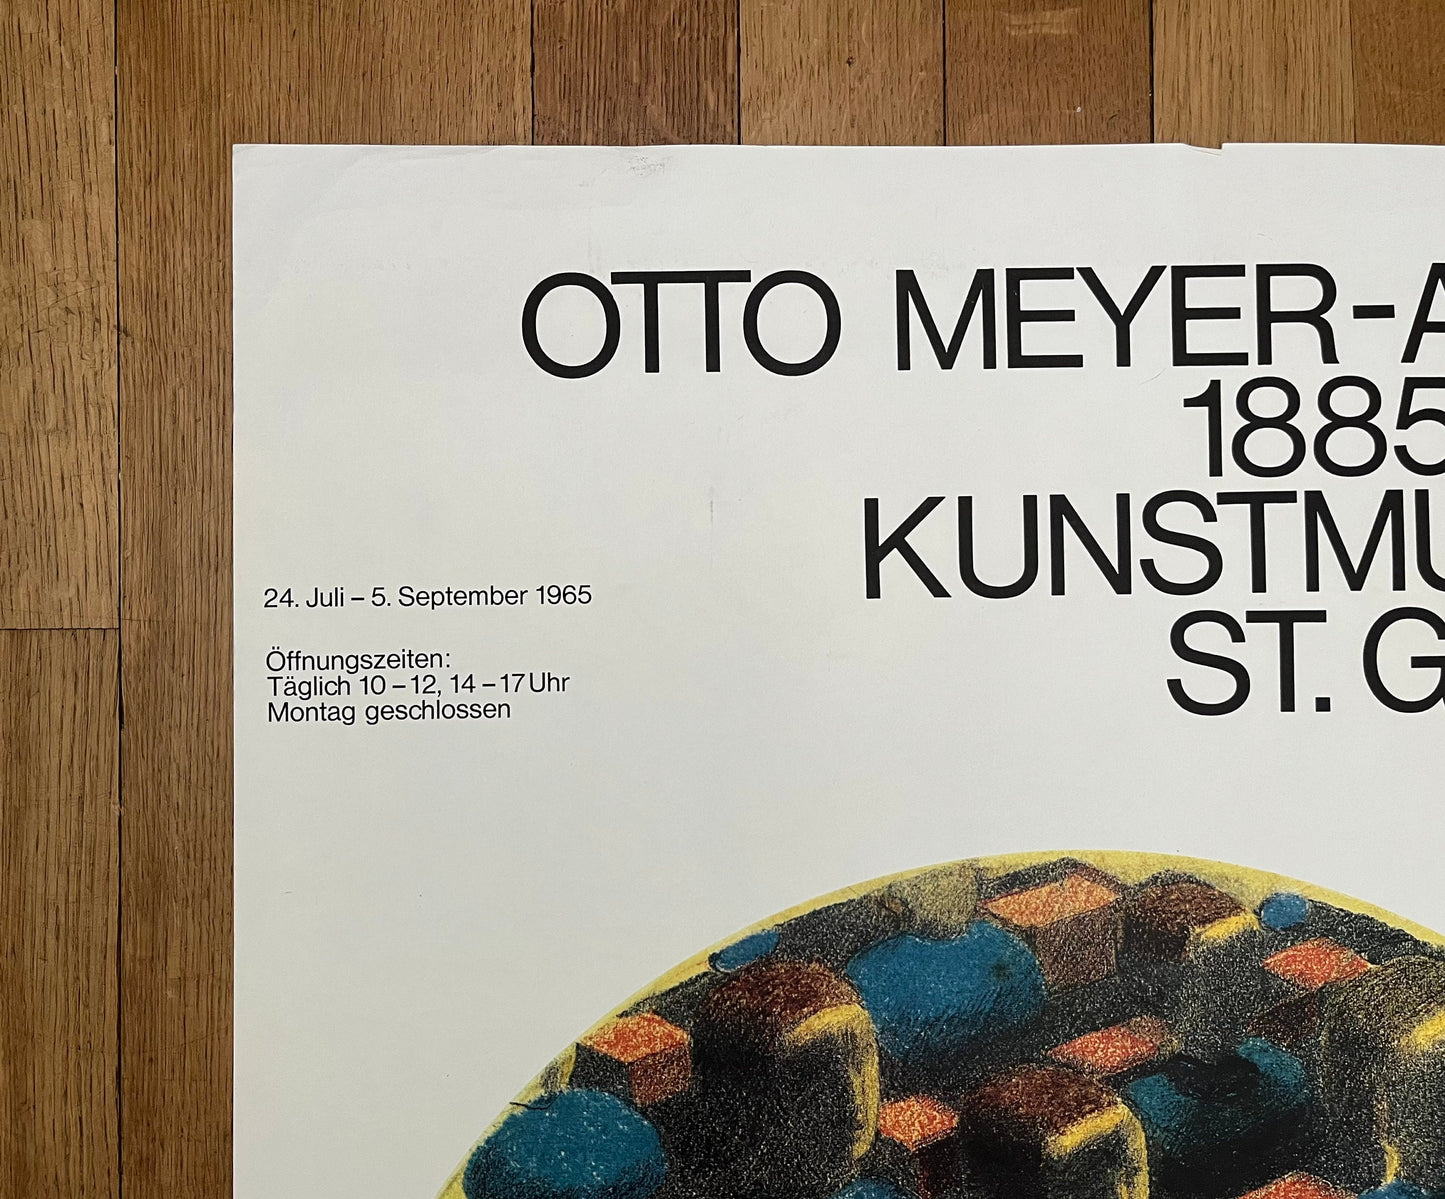 OTTO MEYER-A
1885
KUNSTMU
ST. G
24. Juli – 5. September 1965
Öffnungszeiten:
Täglich 10 – 12, 14 – 17 Uhr
Montag geschlossen